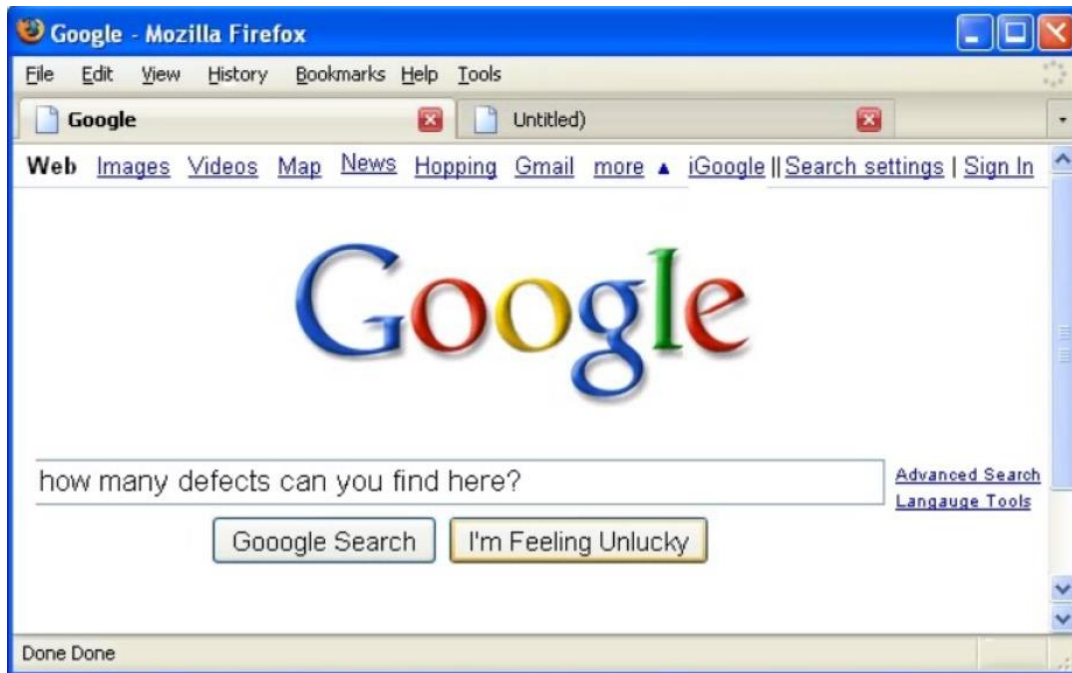 Google - Mozilla Firefox
File Edit View History Bookmarks Help Tools
Google Untitled)
Web Images Videos Map News Hopping Gmail more ▲ iGoogle || Search settings | Sign In
Google
how many defects can you find here?
Advanced Search
Langauge Tools
Gooogle Search I'm Feeling Unlucky
Done Done